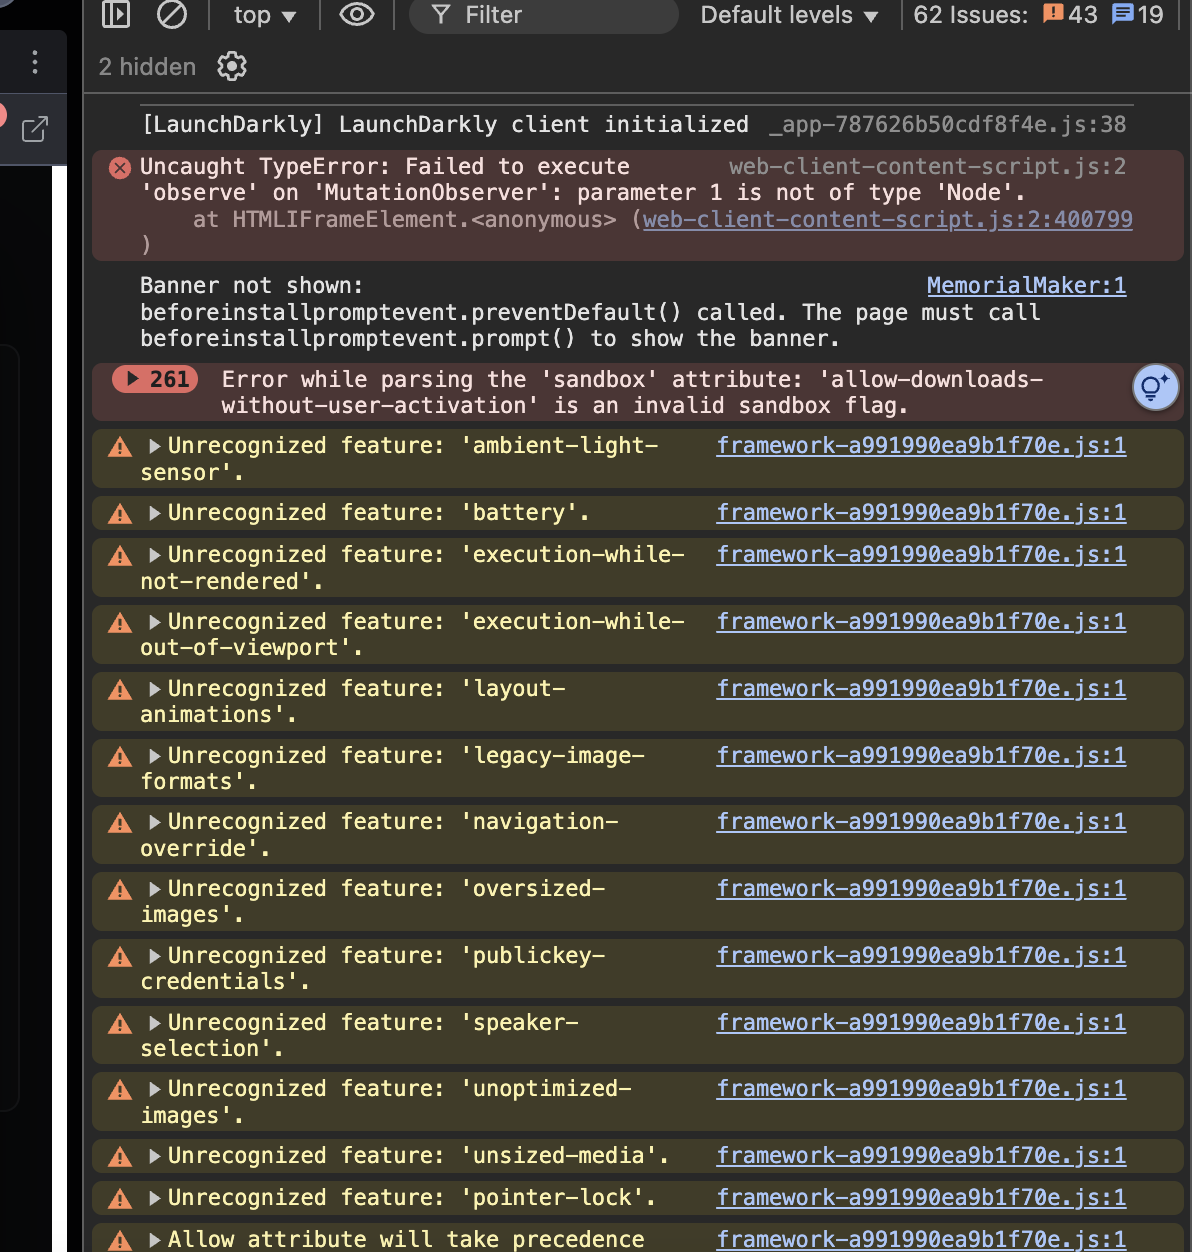 top ▼ Filter Default levels ▼ 62 Issues: 43 19
2 hidden
[LaunchDarkly] LaunchDarkly client initialized _app-787626b50cdf8f4e.js:38
Uncaught TypeError: Failed to execute web-client-content-script.js:2
'observe' on 'MutationObserver': parameter 1 is not of type 'Node'.
at HTMLIFrameElement.<anonymous> (web-client-content-script.js:2:400799
)
Banner not shown: MemorialMaker:1
beforeinstallpromptevent.preventDefault() called. The page must call
beforeinstallpromptevent.prompt() to show the banner.
261 Error while parsing the 'sandbox' attribute: 'allow-downloads-
without-user-activation' is an invalid sandbox flag.
Unrecognized feature: 'ambient-light- framework-a991990ea9b1f70e.js:1
sensor'.
Unrecognized feature: 'battery'. framework-a991990ea9b1f70e.js:1
Unrecognized feature: 'execution-while- framework-a991990ea9b1f70e.js:1
not-rendered'.
Unrecognized feature: 'execution-while- framework-a991990ea9b1f70e.js:1
out-of-viewport'.
Unrecognized feature: 'layout- framework-a991990ea9b1f70e.js:1
animations'.
Unrecognized feature: 'legacy-image- framework-a991990ea9b1f70e.js:1
formats'.
Unrecognized feature: 'navigation- framework-a991990ea9b1f70e.js:1
override'.
Unrecognized feature: 'oversized- framework-a991990ea9b1f70e.js:1
images'.
Unrecognized feature: 'publickey- framework-a991990ea9b1f70e.js:1
credentials'.
Unrecognized feature: 'speaker- framework-a991990ea9b1f70e.js:1
selection'.
Unrecognized feature: 'unoptimized- framework-a991990ea9b1f70e.js:1
images'.
Unrecognized feature: 'unsized-media'. framework-a991990ea9b1f70e.js:1
Unrecognized feature: 'pointer-lock'. framework-a991990ea9b1f70e.js:1
Allow attribute will take precedence framework-a991990ea9b1f70e.js:1